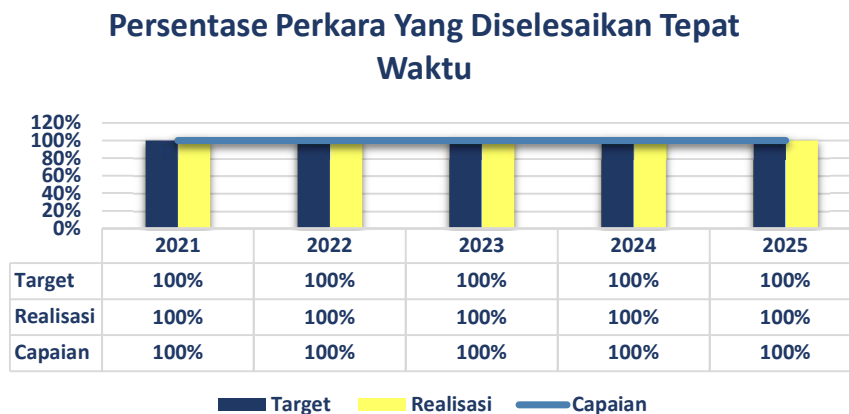 Persentase Perkara Yang Diselesaikan Tepat
Waktu
120%
100%
80%
60%
40%
20%
0%
2021 2022 2023 2024 2025
Target 100% 100% 100% 100% 100%
Realisasi 100% 100% 100% 100% 100%
Capaian 100% 100% 100% 100% 100%
Target Realisasi Capaian